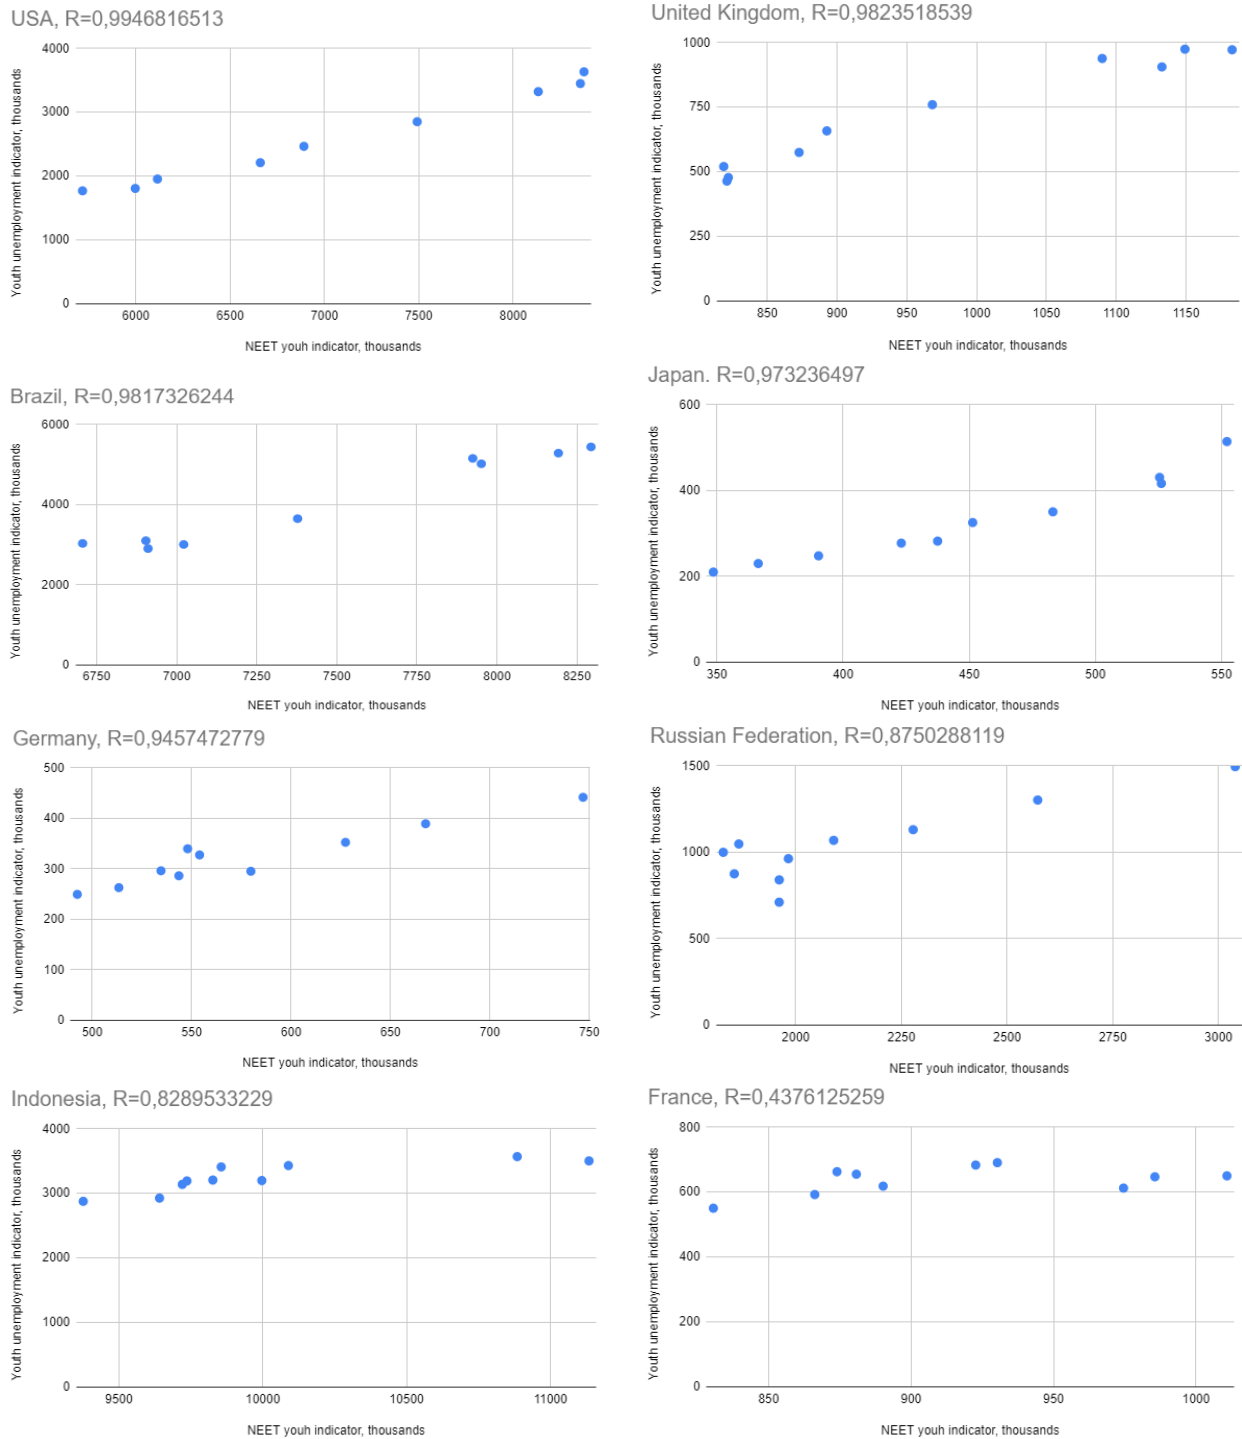 USA, R=0,9946816513
Youth unemployment indicator, thousands
4000
3000
2000
1000
0
6000 6500 7000 7500 8000
NEET youh indicator, thousands
United Kingdom, R=0,9823518539
Youth unemployment indicator, thousands
1000
750
500
250
0
850 900 950 1000 1050 1100 1150
NEET youh indicator, thousands
Brazil, R=0,9817326244
Youth unemployment indicator, thousands
6000
4000
2000
0
6750 7000 7250 7500 7750 8000 8250
NEET youh indicator, thousands
Japan. R=0,973236497
Youth unemployment indicator, thousands
600
400
200
0
350 400 450 500 550
NEET youh indicator, thousands
Germany, R=0,9457472779
Youth unemployment indicator, thousands
500
400
300
200
100
0
500 550 600 650 700 750
NEET youh indicator, thousands
Russian Federation, R=0,8750288119
Youth unemployment indicator, thousands
1500
1000
500
0
2000 2250 2500 2750 3000
NEET youh indicator, thousands
Indonesia, R=0,8289533229
Youth unemployment indicator, thousands
4000
3000
2000
1000
0
9500 10000 10500 11000
NEET youh indicator, thousands
France, R=0,4376125259
Youth unemployment indicator, thousands
800
600
400
200
0
850 900 950 1000
NEET youh indicator, thousands